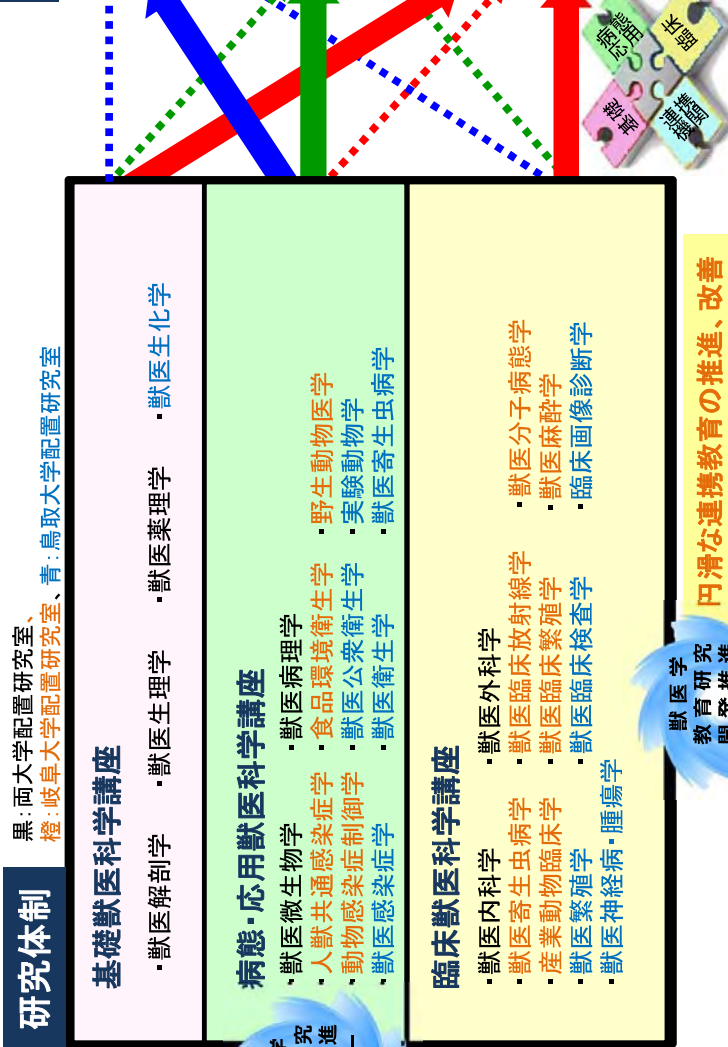 研究体制
黒:両大学配置研究室、
橙:岐阜大学配置研究室、青:鳥取大学配置研究室
基礎獣医科学講座
・獣医解剖学 ・獣医生理学 ・獣医薬理学 ・獣医生化学
病態・応用獣医科学講座
・獣医微生物学 ・獣医病理学
・人獣共通感染症学 ・食品環境衛生学 ・野生動物医学
・動物感染症制御学 ・獣医公衆衛生学 ・実験動物学
・獣医感染症学 ・獣医衛生学 ・獣医寄生虫病学
臨床獣医科学講座
・獣医内科学 ・獣医外科学
・獣医寄生虫病学 ・獣医臨床放射線学 ・獣医分子病態学
・産業動物臨床学 ・獣医臨床繁殖学 ・獣医麻酔学
・獣医繁殖学 ・獣医臨床検査学 ・臨床画像診断学
・獣医神経病・腫瘍学
獣医学
教育研究
円滑な連携教育の推進、改善
基礎
病態
応用
臨床
連携